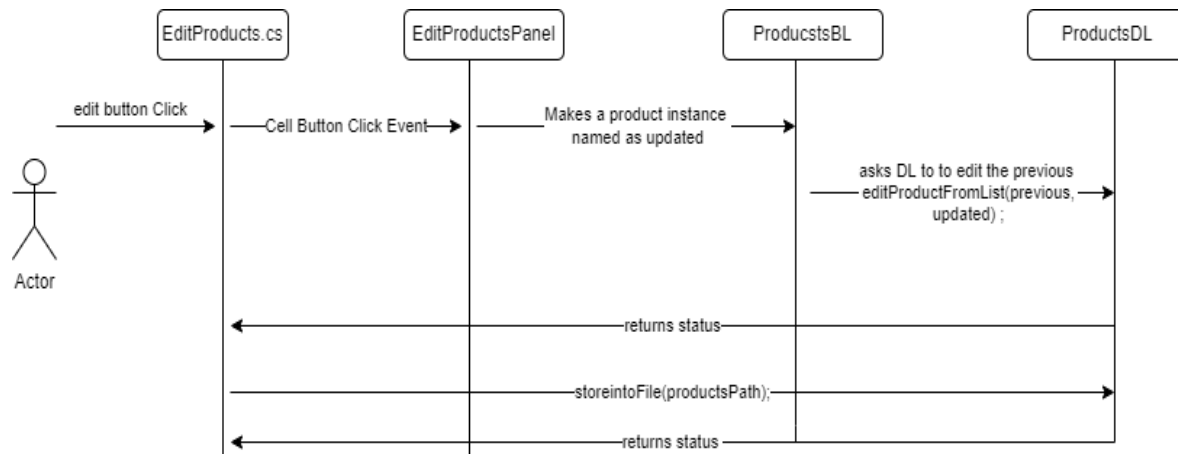 EditProducts.cs
EditProductsPanel
ProducstsBL
ProductsDL
edit button Click
Cell Button Click Event
Makes a product instance
named as updated
asks DL to to edit the previous
editProductFromList(previous,
updated) ;
Actor
returns status
storeintoFile(productsPath);
returns status